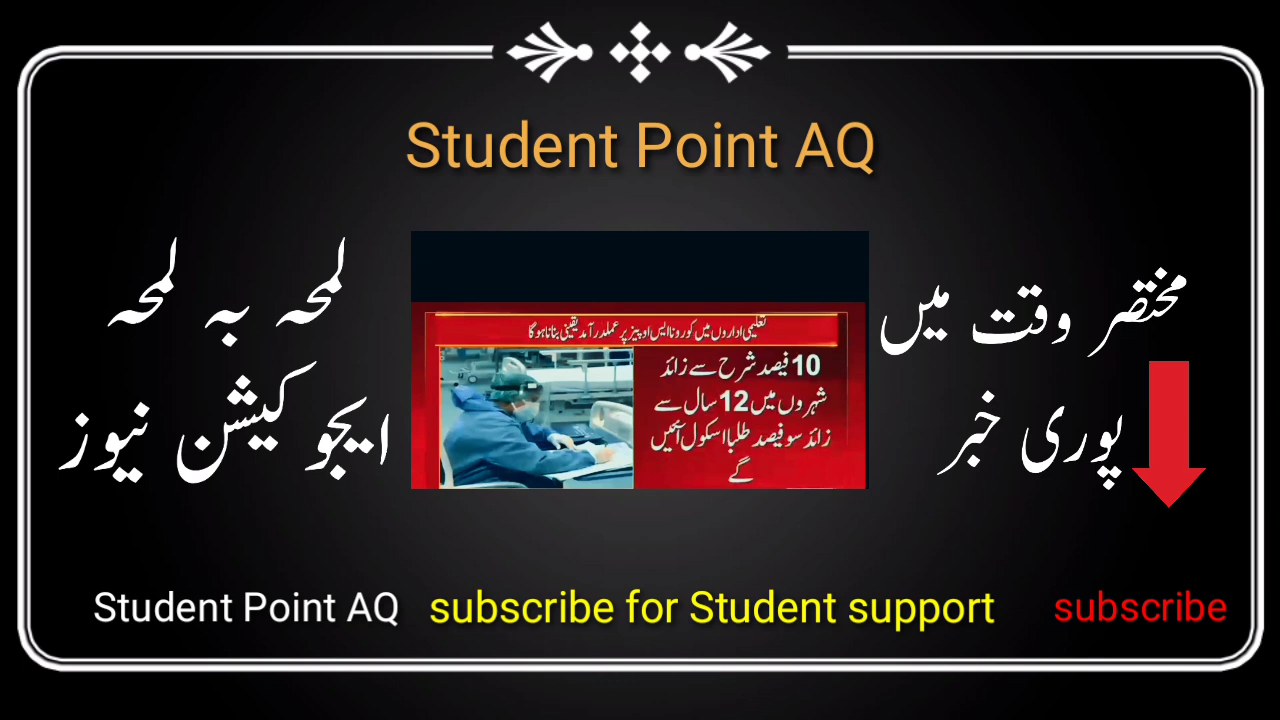 Student Point AQ
مختصر وقت میں
پوری خبر
تعلیمی اداروں میں کورونا ایس او پیز پر عملدرآمد یقینی بنانا ہوگا
10 فیصد شرح سے زائد
شہروں میں 12 سال سے
زائد سو فیصد طلبا اسکول آئیں
گے
لمحہ بہ لمحہ
ایجوکیشن نیوز
Student Point AQ
subscribe for Student support
subscribe